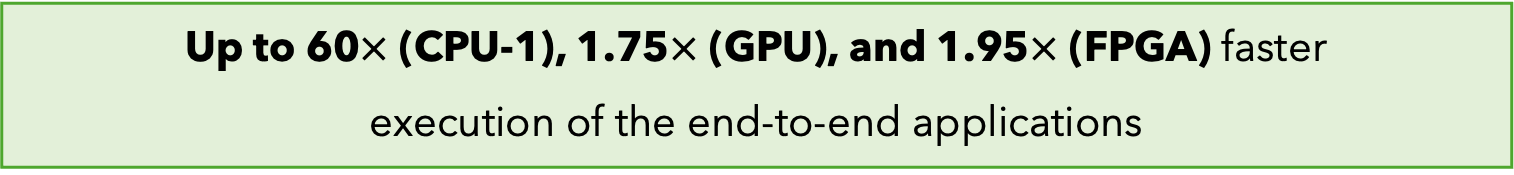 Up to 60× (CPU-1), 1.75× (GPU), and 1.95× (FPGA) faster
execution of the end-to-end applications